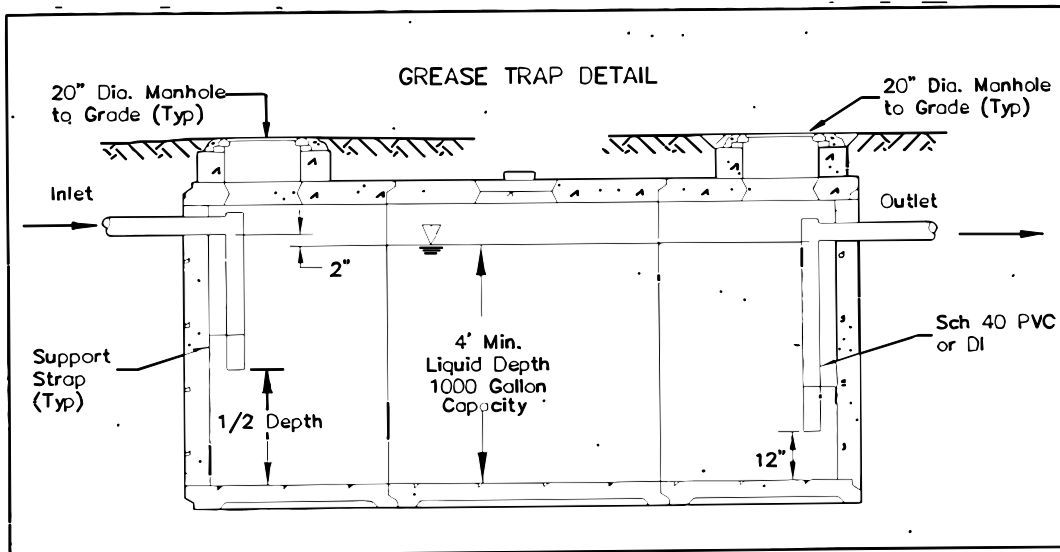 GREASE TRAP DETAIL
20" Dia. Manhole
to Grade (Typ)
20" Dia. Manhole
to Grade (Typ)
Inlet
Outlet
2"
4' Min.
Liquid Depth
1000 Gallon
Capacity
Sch 40 PVC
or DI
Support
Strap
(Typ)
1/2 Depth
12"